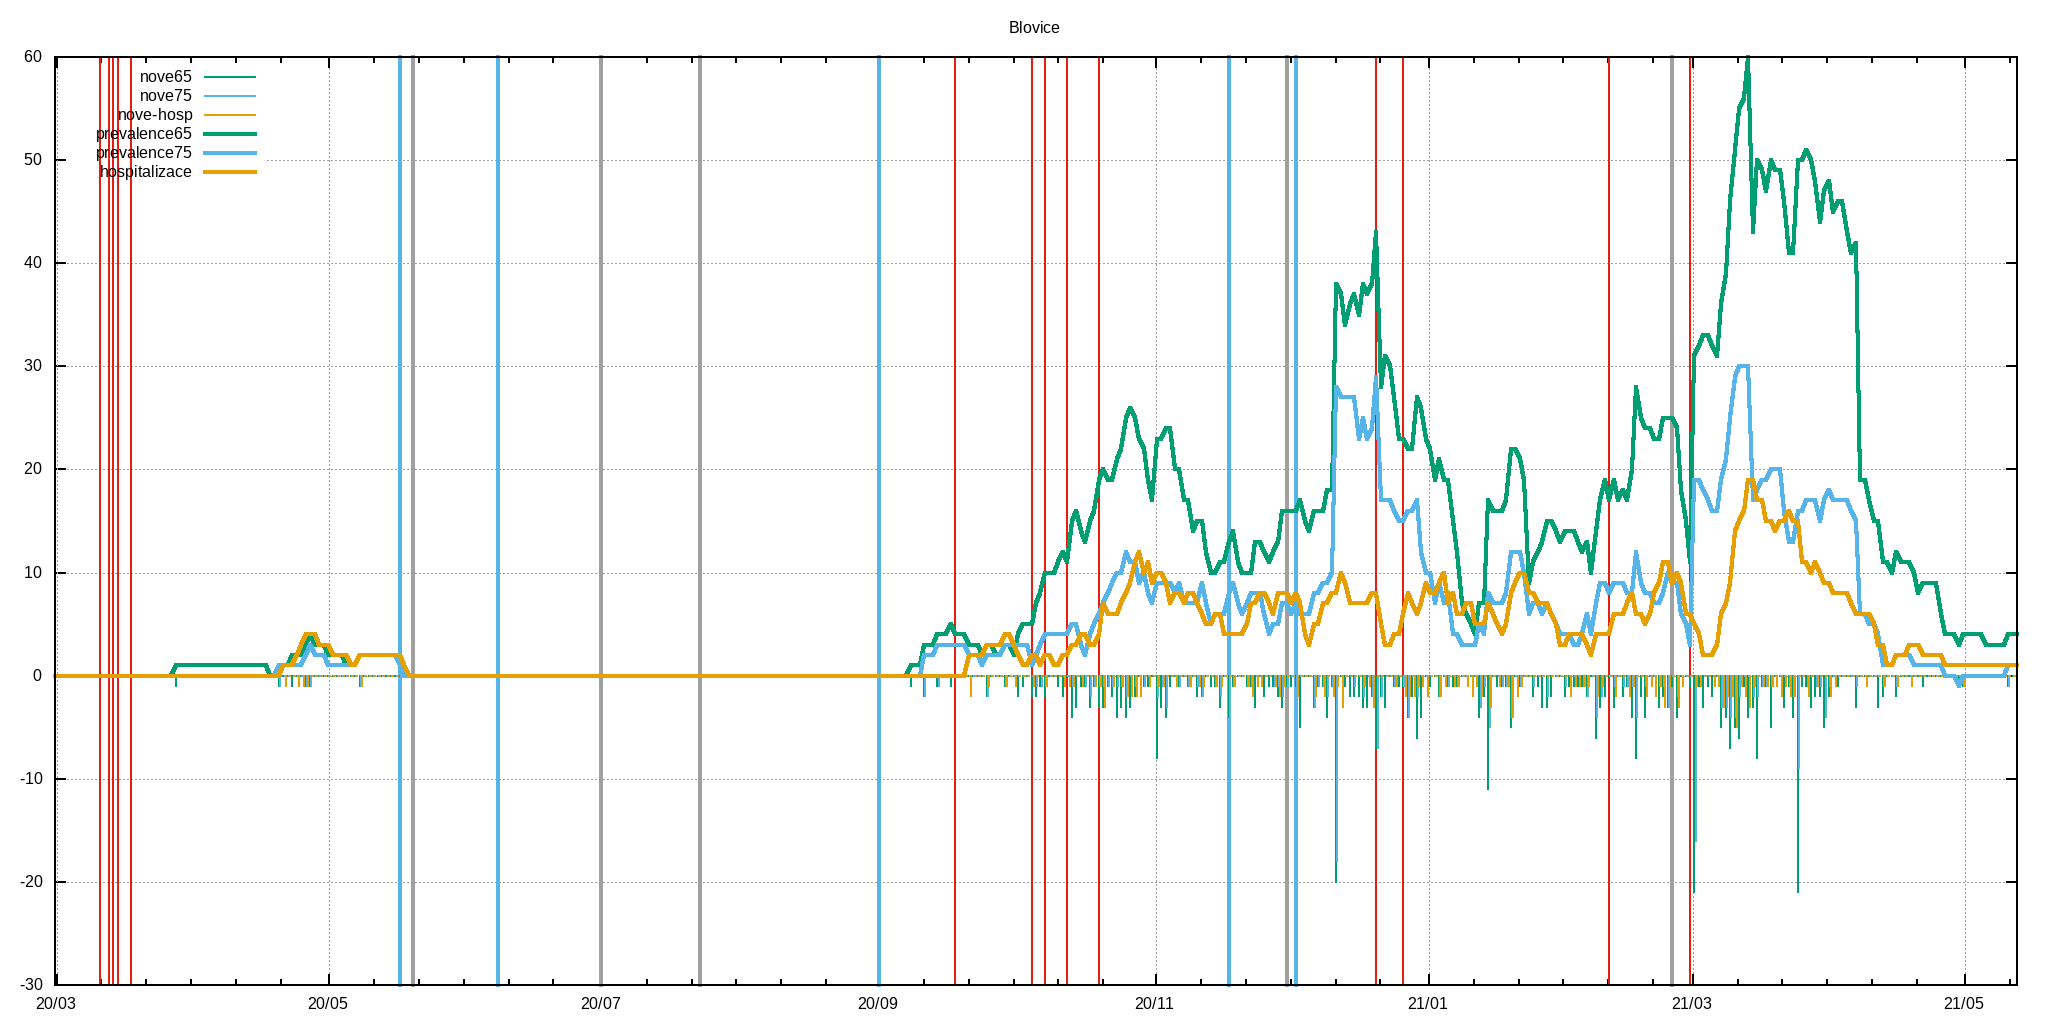 Blovice
60
50
40
30
20
10
0
-10
-20
-30
nove65
nove75
nove-hosp
prevalence65
prevalence75
hospitalizace
20/03 20/05 20/07 20/09 20/11 21/01 21/03 21/05